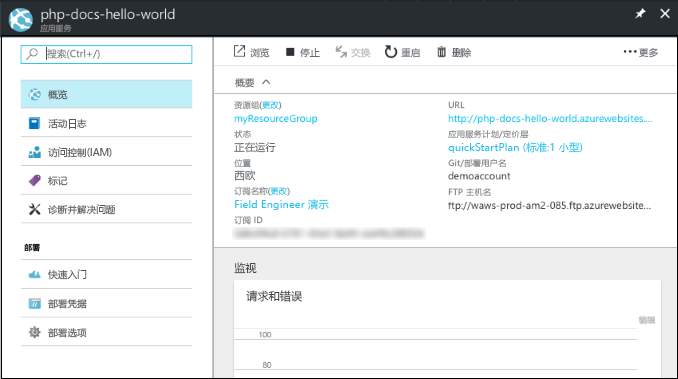 php-docs-hello-world
应用服务
搜索(Ctrl+/)
概览
活动日志
访问控制(IAM)
标记
诊断并解决问题
部署
快速入门
部署凭据
部署选项
浏览 停止 交换 重启 删除 ···更多
概要
资源组(更改)
myResourceGroup
状态
正在运行
位置
西欧
订阅名称(更改)
Field Engineer 演示
订阅 ID
URL
http://php-docs-hello-world.azurewebsites....
应用服务计划/定价层
quickStartPlan (标准:1 小型)
Git/部署用户名
demoaccount
FTP 主机名
ftp://waws-prod-am2-085.ftp.azurewebsite...
监视
请求和错误
编辑
100
80